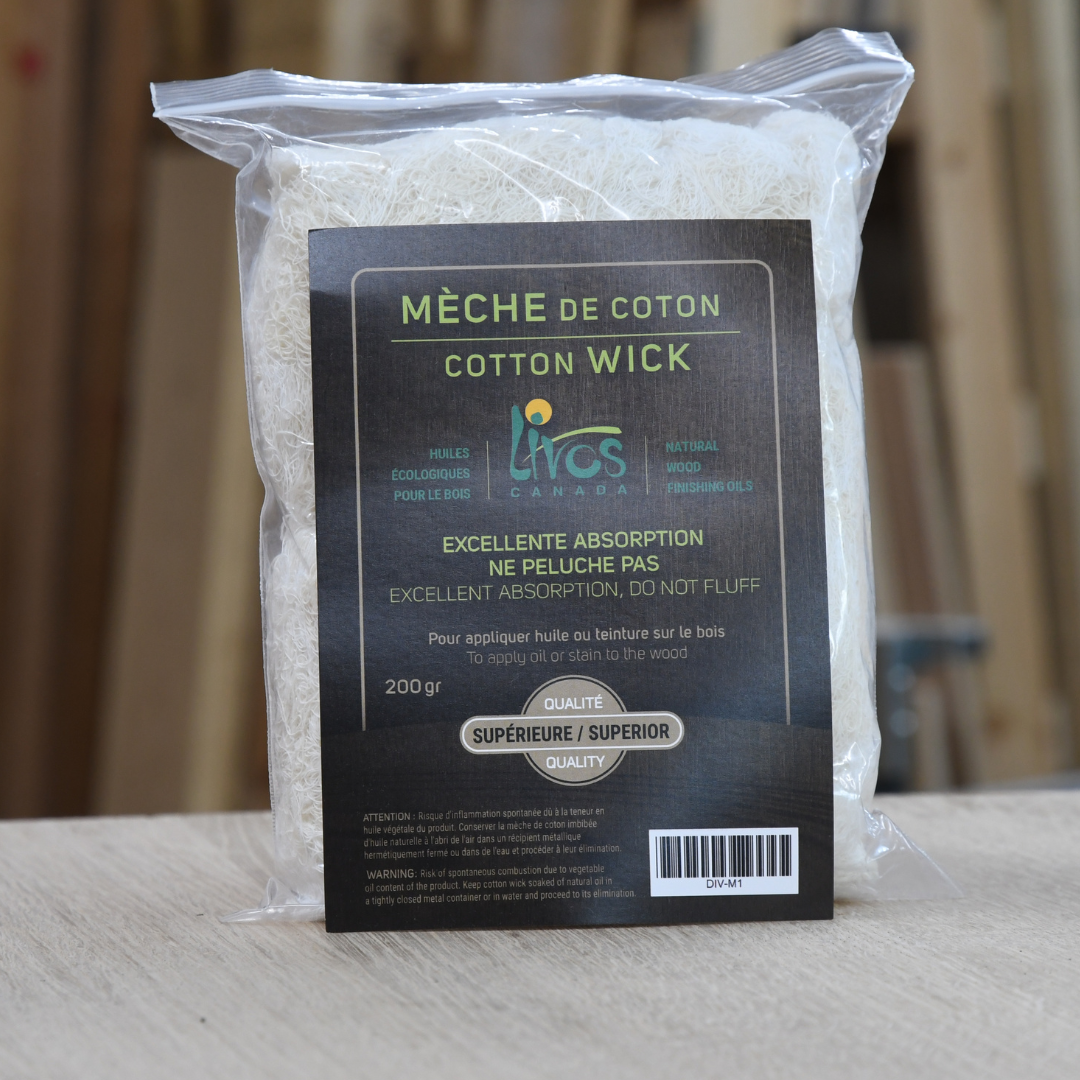 MÈCHE DE COTON
COTTON WICK
HUILES
ÉCOLOGIQUES
POUR LE BOIS
Livos
CANADA
NATURAL
WOOD
FINISHING OILS
EXCELLENTE ABSORPTION
NE PELUCHE PAS
EXCELLENT ABSORPTION, DO NOT FLUFF
Pour appliquer huile ou teinture sur le bois
To apply oil or stain to the wood
200 gr
QUALITÉ
SUPÉRIEURE / SUPERIOR
QUALITY
ATTENTION : Risque d'inflammation spontanée dû à la teneur en
huile végétale du produit. Conserver la mèche de coton imbibée
d'huile naturelle à l'abri de l'air dans un récipient métallique
hermétiquement fermé ou dans de l'eau et procéder à leur élimination.
WARNING: Risk of spontaneous combustion due to vegetable
oil content of the product. Keep cotton wick soaked of natural oil in
a tightly closed metal container or in water and proceed to its elimination.
DIV-M1